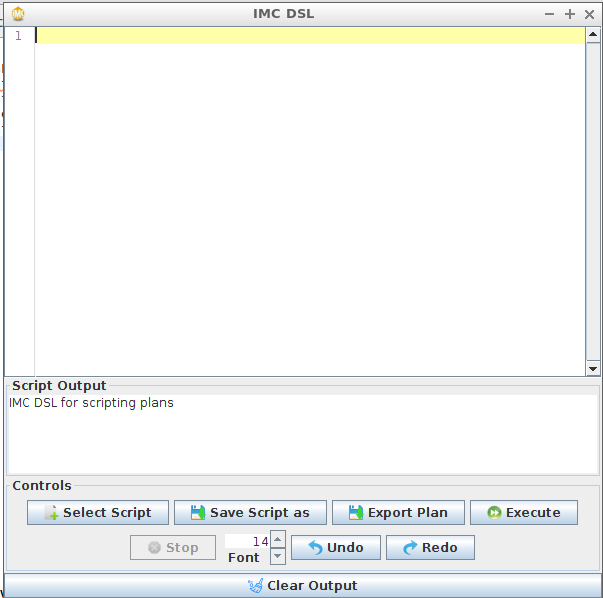 IMC DSL
1
Script Output
IMC DSL for scripting plans
Controls
Select Script Save Script as Export Plan Execute
Stop 14 Undo Redo
Font
Clear Output